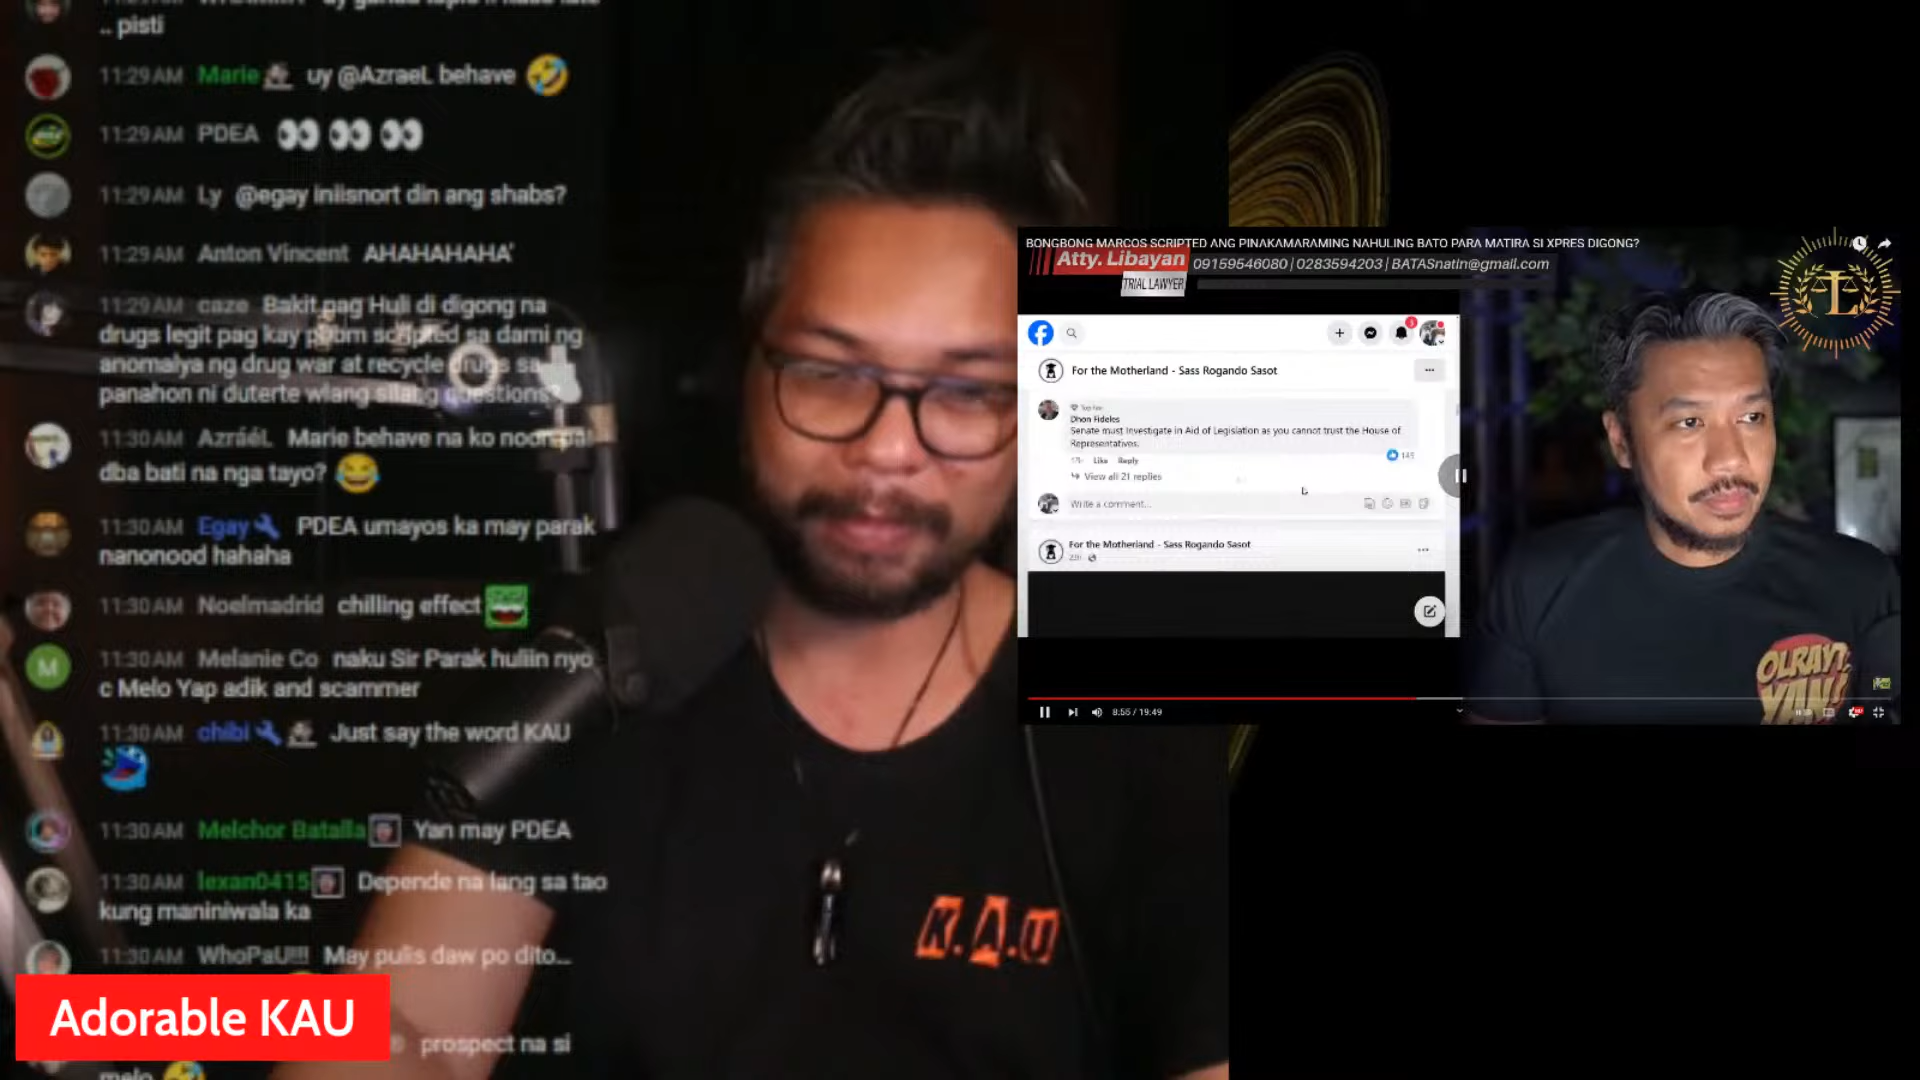 .. pisti
11:29 AM Marie uy @AzraeL behave
11:29 AM PDEA
11:29 AM Ly @egay iniisnort din ang shabs?
11:29 AM Anton Vincent AHAHAHAHA'
11:29 AM caze Bakit pag Huli di digong na
drugs legit pag kay pbbm scripted sa dami ng
anomalya ng drug war at recycle drugs sa
panahon ni duterte wlang silang questions?
11:30 AM AzráéL Marie behave na ko noon pa!
dba bati na nga tayo?
11:30 AM Egay PDEA umayos ka may parak
nanonood hahaha
11:30 AM Noelmadrid chilling effect
M
11:30 AM Melanie Co naku Sir Parak huliin nyo
c Melo Yap adik and scammer
11:30 AM chibi Just say the word KAU
11:30 AM Melchor Batalla Yan may PDEA
11:30 AM lexan0415 Depende na lang sa tao
kung maniniwala ka
11:30 AM WhoPaU!!! May pulis daw po dito...
prospect na si
melo
Adorable KAU
K.A.U
BONGBONG MARCOS SCRIPTED ANG PINAKAMARAMING NAHULING BATO PARA MATIRA SI XPRES DIGONG?
Atty. Libayan 09159546080 | 0283594203 | BATASnatin@gmail.com
TRIAL LAWYER
L
For the Motherland - Sass Rogando Sasot
Top fan
Dhon Fideles
Senate must Investigate in Aid of Legislation as you cannot trust the House of
Representatives.
Like Reply
149
View all 21 replies
Write a comment...
For the Motherland - Sass Rogando Sasot
OLRAYT
YAN!
8:55 / 19:49